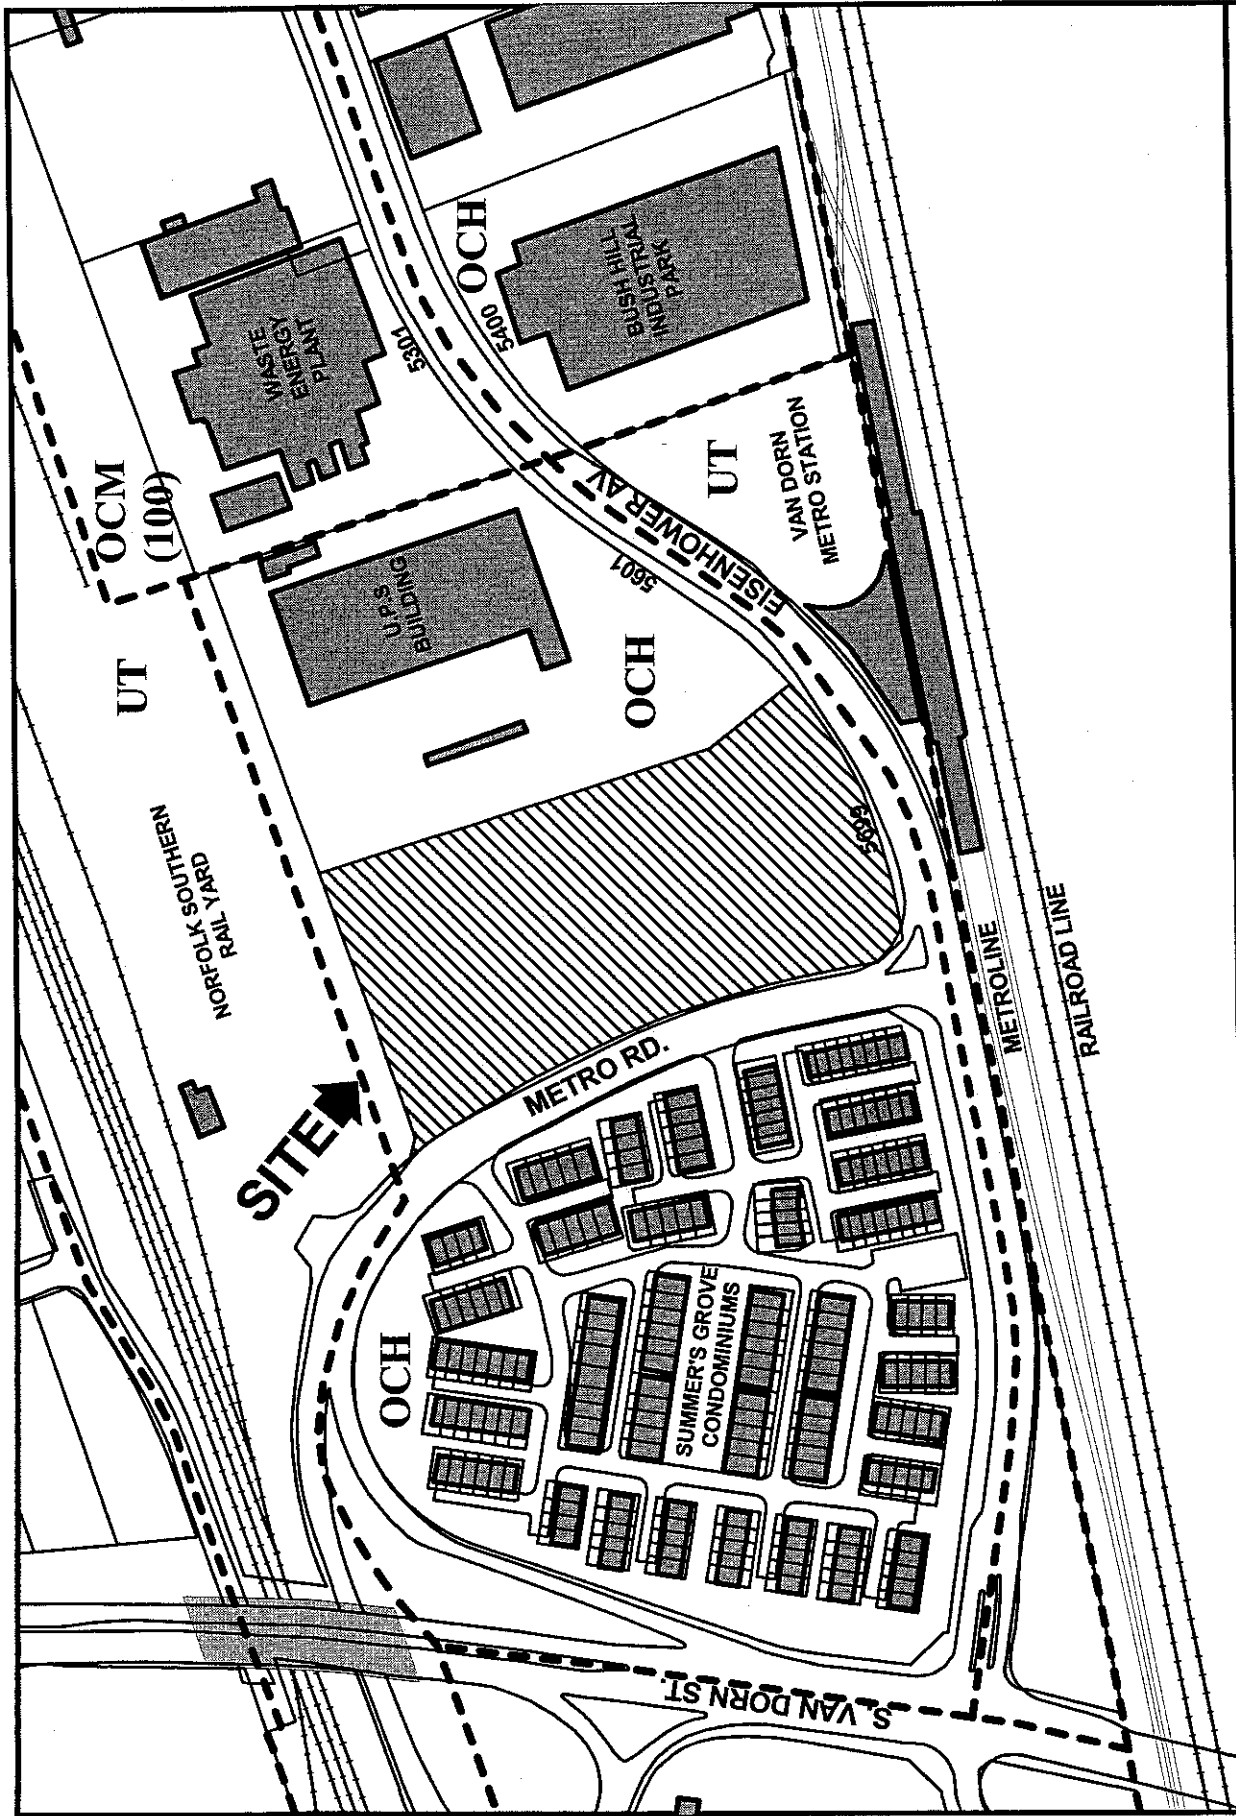 OCM
(100)
WASTE
ENERGY
PLANT
OCH
5301
5400
BUSH HILL
INDUSTRIAL
PARK
UT
U.P.S
BUILDING
5601
EISENHOWER AV
UT
VAN DORN
METRO STATION
OCH
NORFOLK SOUTHERN
RAIL YARD
SITE
METRO RD.
METROLINE
RAILROAD LINE
OCH
SUMMER'S GROVE
CONDOMINIUMS
S. VAN DORN ST.